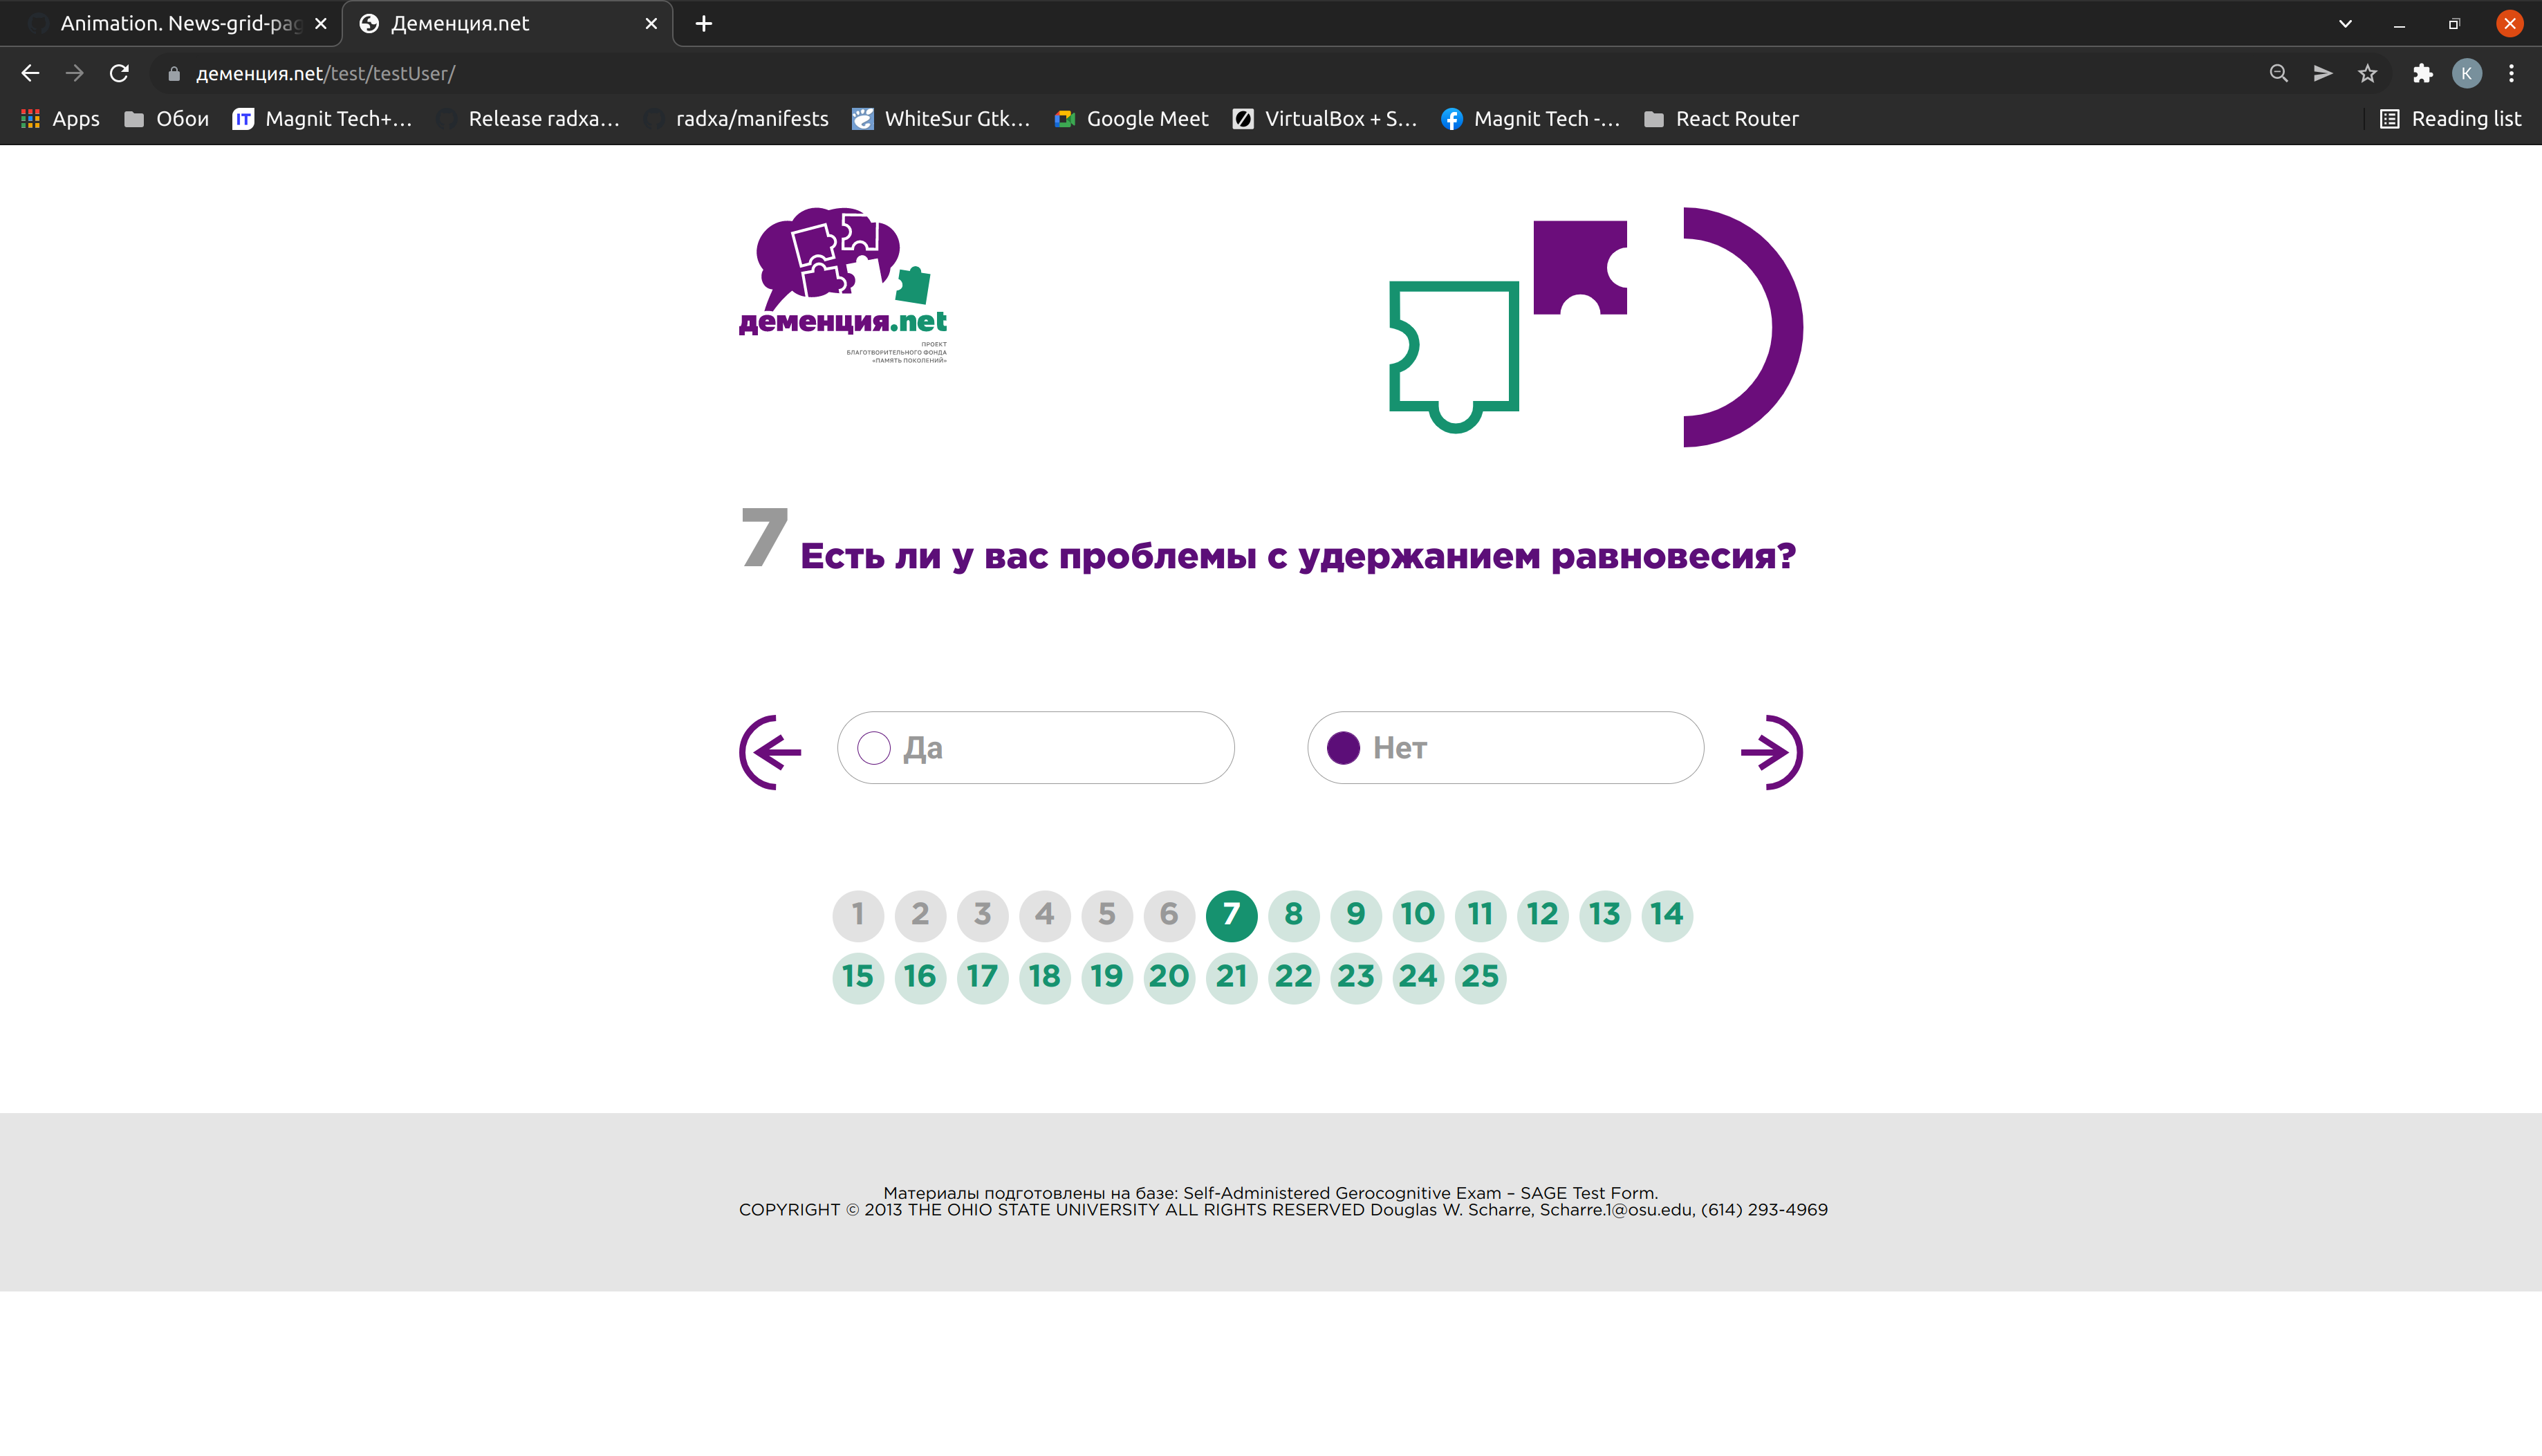 Animation. News-grid-pag
Деменция.net
деменция.net/test/testUser/
K
Apps
Обои
IT
Magnit Tech+...
Release radxa...
radxa/manifests
WhiteSur Gtk...
Google Meet
VirtualBox + S...
Magnit Tech -...
React Router
Reading list
деменция.net
ПРОЕКТ
БЛАГОТВОРИТЕЛЬНОГО ФОНДА
«ПАМЯТЬ ПОКОЛЕНИЙ»
7 Есть ли у вас проблемы с удержанием равновесия?
Да
Нет
1 2 3 4 5 6 7 8 9 10 11 12 13 14
15 16 17 18 19 20 21 22 23 24 25
Материалы подготовлены на базе: Self-Administered Gerocognitive Exam – SAGE Test Form.
COPYRIGHT © 2013 THE OHIO STATE UNIVERSITY ALL RIGHTS RESERVED Douglas W. Scharre, Scharre.1@osu.edu, (614) 293-4969